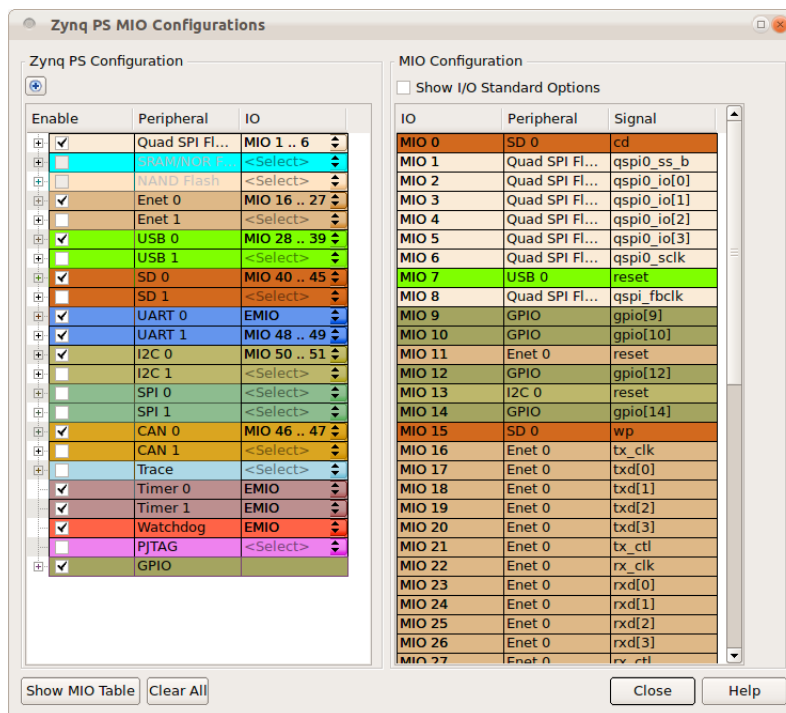 Zynq PS MIO Configurations
Zynq PS Configuration
Enable Peripheral IO
Quad SPI Fl... MIO 1 .. 6
SRAM/NOR F... <Select>
NAND Flash <Select>
Enet 0 MIO 16 .. 27
Enet 1 <Select>
USB 0 MIO 28 .. 39
USB 1 <Select>
SD 0 MIO 40 .. 45
SD 1 <Select>
UART 0 EMIO
UART 1 MIO 48 .. 49
I2C 0 MIO 50 .. 51
I2C 1 <Select>
SPI 0 <Select>
SPI 1 <Select>
CAN 0 MIO 46 .. 47
CAN 1 <Select>
Trace <Select>
Timer 0 EMIO
Timer 1 EMIO
Watchdog EMIO
PJTAG <Select>
GPIO
MIO Configuration
Show I/O Standard Options
IO Peripheral Signal
MIO 0 SD 0 cd
MIO 1 Quad SPI Fl... qspi0_ss_b
MIO 2 Quad SPI Fl... qspi0_io[0]
MIO 3 Quad SPI Fl... qspi0_io[1]
MIO 4 Quad SPI Fl... qspi0_io[2]
MIO 5 Quad SPI Fl... qspi0_io[3]
MIO 6 Quad SPI Fl... qspi0_sclk
MIO 7 USB 0 reset
MIO 8 Quad SPI Fl... qspi_fbclk
MIO 9 GPIO gpio[9]
MIO 10 GPIO gpio[10]
MIO 11 Enet 0 reset
MIO 12 GPIO gpio[12]
MIO 13 I2C 0 reset
MIO 14 GPIO gpio[14]
MIO 15 SD 0 wp
MIO 16 Enet 0 tx_clk
MIO 17 Enet 0 txd[0]
MIO 18 Enet 0 txd[1]
MIO 19 Enet 0 txd[2]
MIO 20 Enet 0 txd[3]
MIO 21 Enet 0 tx_ctl
MIO 22 Enet 0 rx_clk
MIO 23 Enet 0 rxd[0]
MIO 24 Enet 0 rxd[1]
MIO 25 Enet 0 rxd[2]
MIO 26 Enet 0 rxd[3]
MIO 27 Enet 0 rx_ctl
Show MIO Table Clear All Close Help